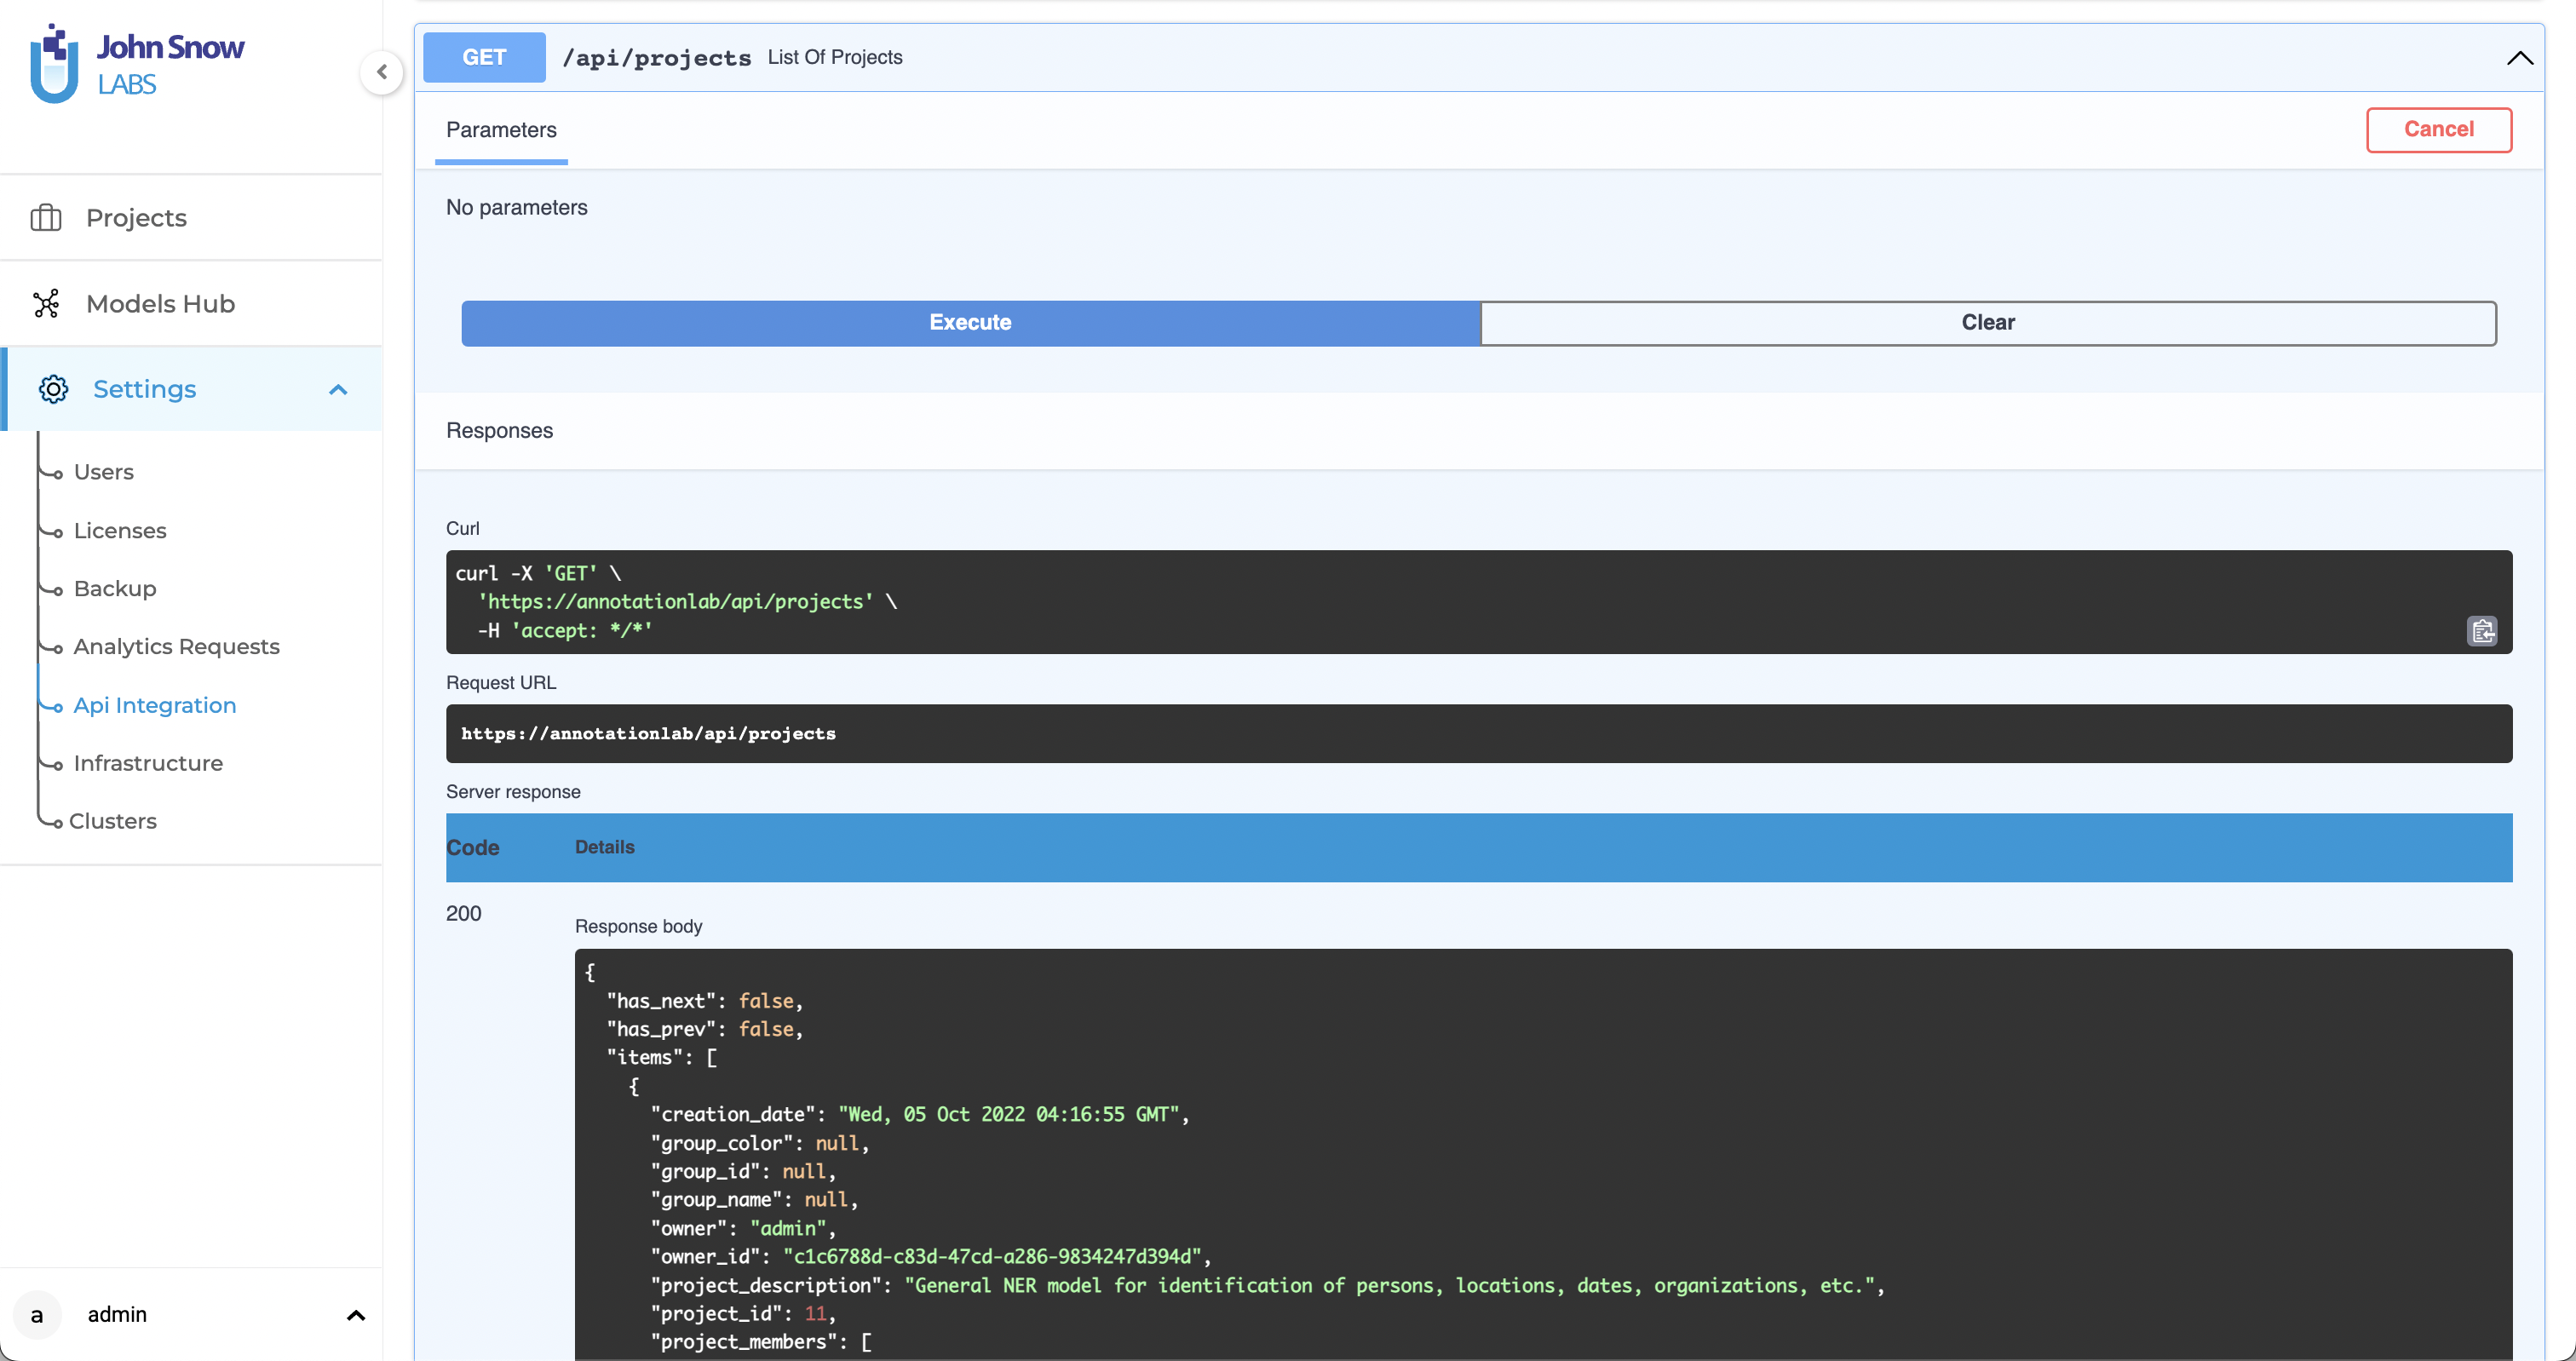 John Snow
LABS
Projects
Models Hub
Settings
Users
Licenses
Backup
Analytics Requests
Api Integration
Infrastructure
Clusters
a admin
GET /api/projects List Of Projects
Parameters
Cancel
No parameters
Execute Clear
Responses
Curl
curl -X 'GET' \
'https://annotationlab/api/projects' \
-H 'accept: */*'
Request URL
https://annotationlab/api/projects
Server response
Code Details
200
Response body
{
"has_next": false,
"has_prev": false,
"items": [
{
"creation_date": "Wed, 05 Oct 2022 04:16:55 GMT",
"group_color": null,
"group_id": null,
"group_name": null,
"owner": "admin",
"owner_id": "c1c6788d-c83d-47cd-a286-9834247d394d",
"project_description": "General NER model for identification of persons, locations, dates, organizations, etc.",
"project_id": 11,
"project_members": [